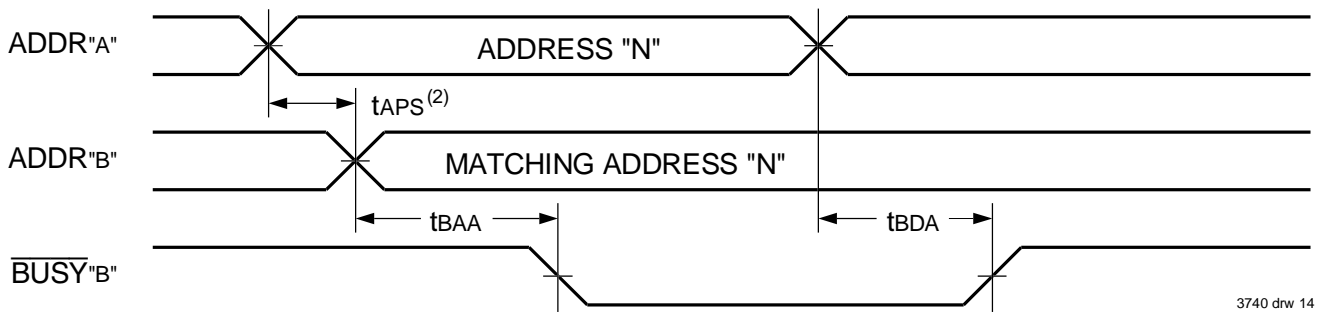 ADDR"A"
ADDRESS "N"
tAPS(2)
ADDR"B"
MATCHING ADDRESS "N"
tBAA
tBDA
BUSY"B"
3740 drw 14